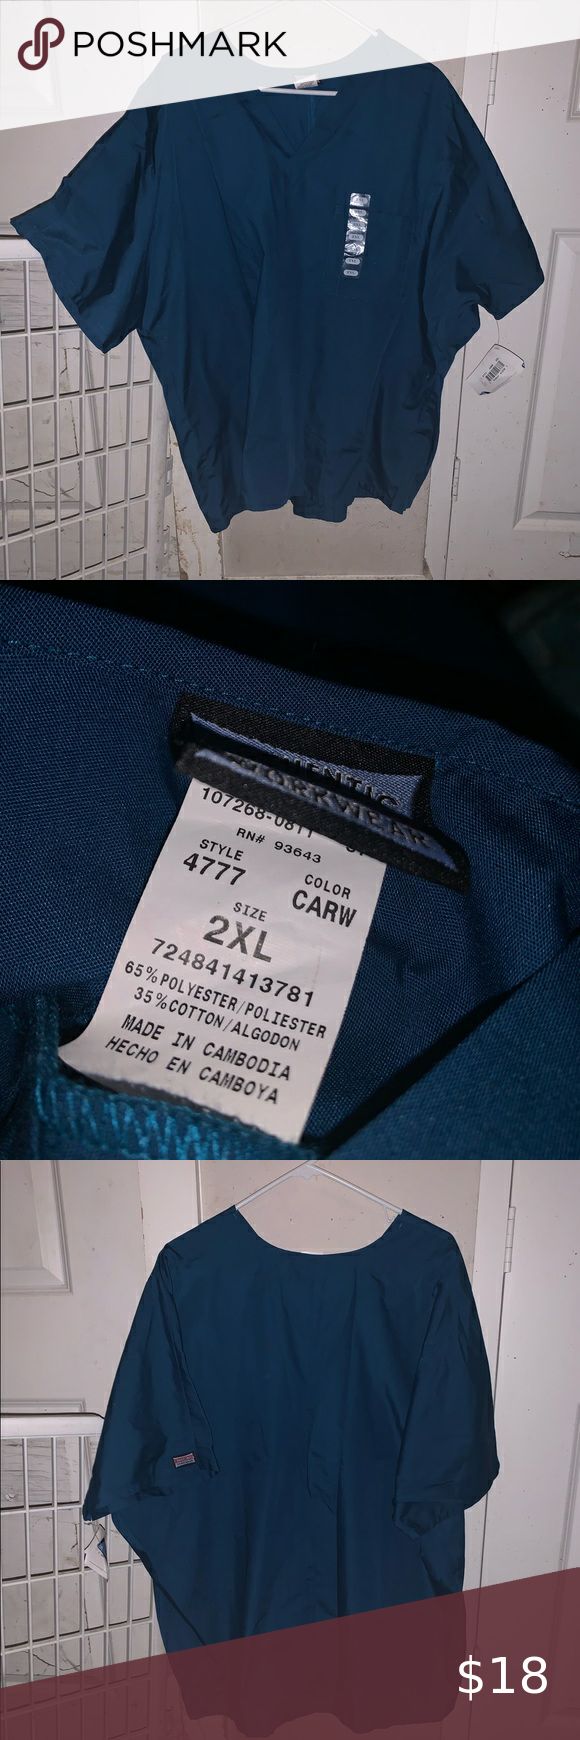 POSHMARK
HENTIC
WORKWEAR
107268-0811
RN# 93643
STYLE
4777
COLOR
CARW
SIZE
2XL
724841413781
65% POLYESTER/POLIESTER
35% COTTON/ALGODON
MADE IN CAMBODIA
HECHO EN CAMBOYA
$18